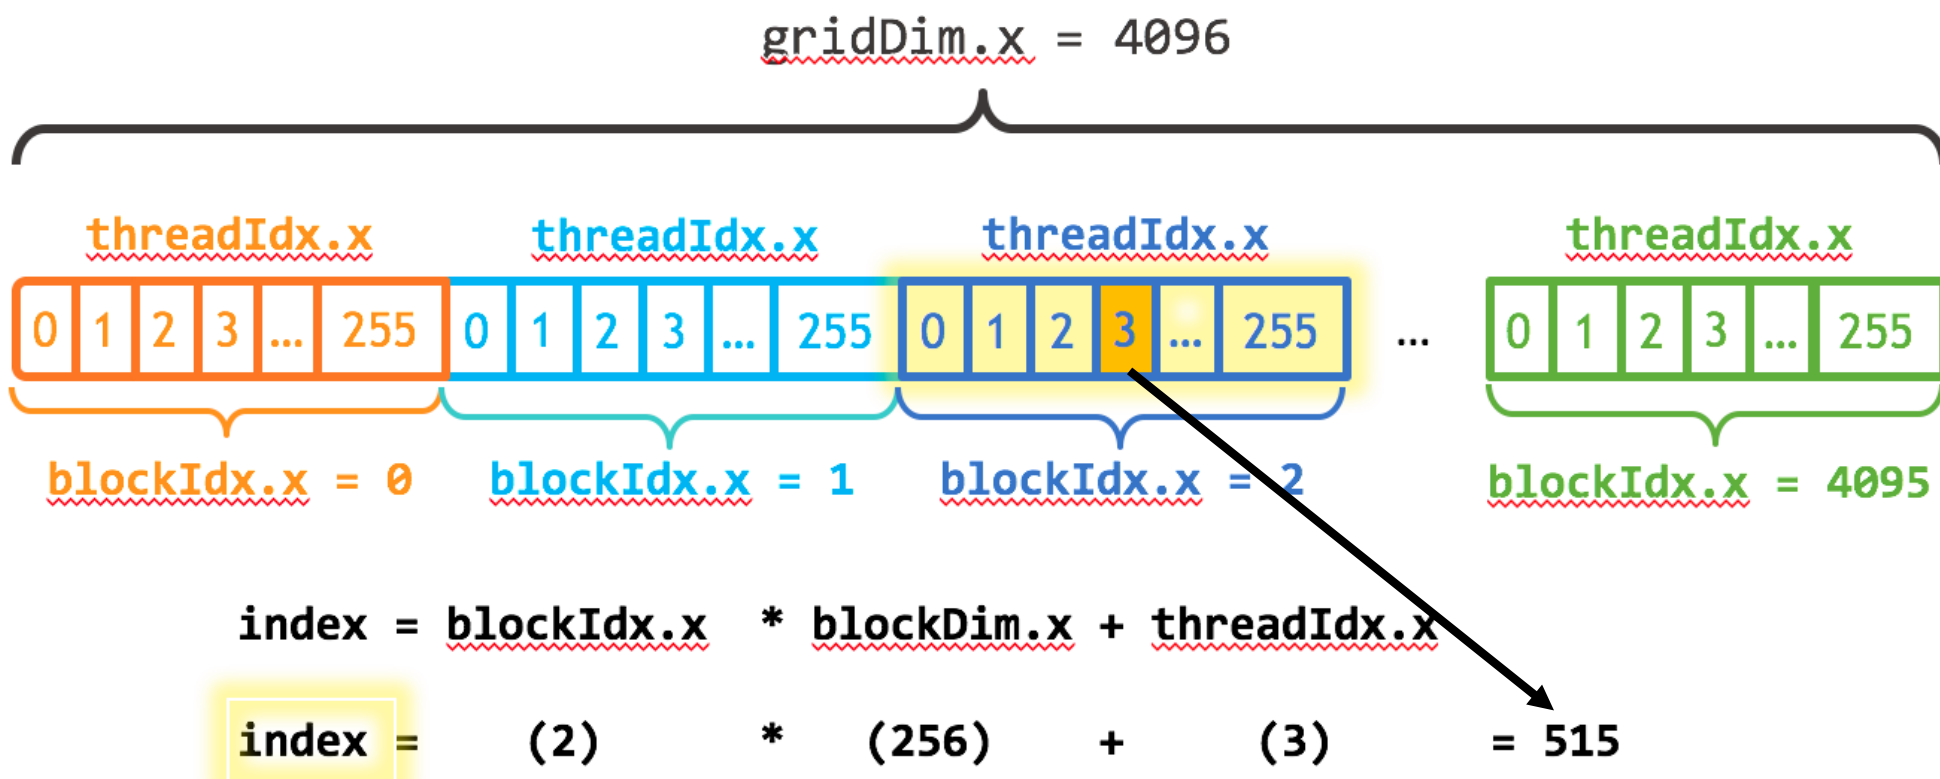 gridDim.x = 4096
threadIdx.x threadIdx.x threadIdx.x threadIdx.x
0 1 2 3 ... 255 0 1 2 3 ... 255 0 1 2 3 ... 255 ... 0 1 2 3 ... 255
blockIdx.x = 0 blockIdx.x = 1 blockIdx.x = 2 blockIdx.x = 4095
index = blockIdx.x * blockDim.x + threadIdx.x
index = (2) * (256) + (3) = 515